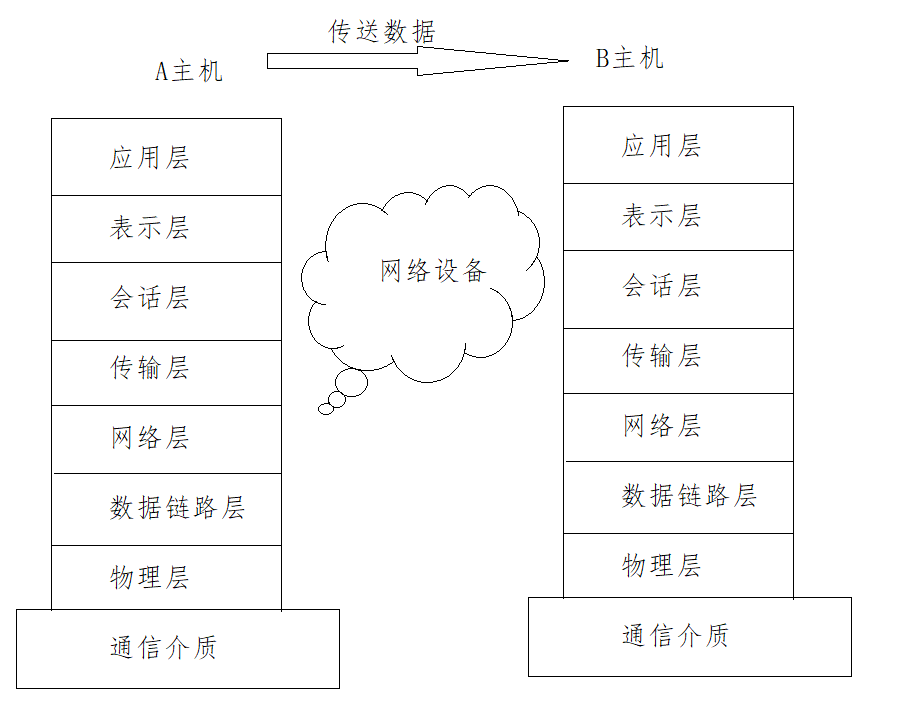 传送数据
A主机
B主机
应用层
表示层
会话层
传输层
网络层
数据链路层
物理层
通信介质
网络设备
应用层
表示层
会话层
传输层
网络层
数据链路层
物理层
通信介质